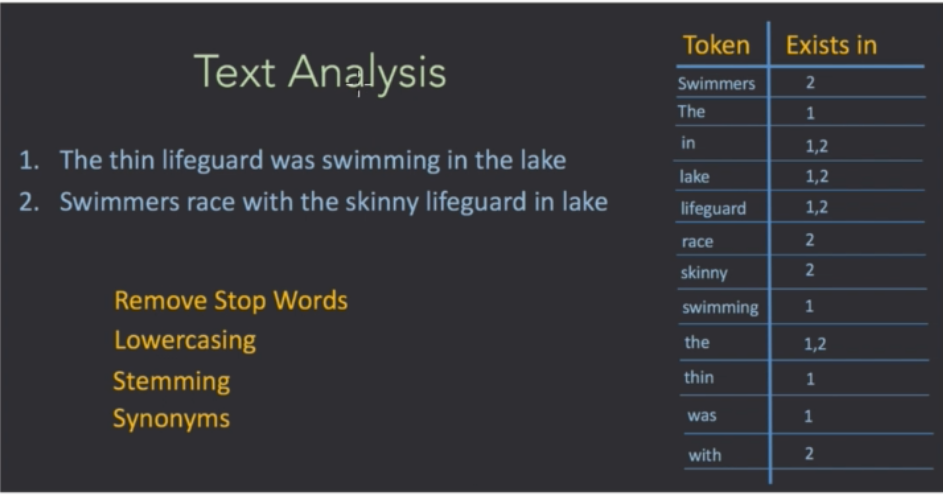 Text Analysis
1. The thin lifeguard was swimming in the lake
2. Swimmers race with the skinny lifeguard in lake
Remove Stop Words
Lowercasing
Stemming
Synonyms
Token Exists in
Swimmers 2
The 1
in 1,2
lake 1,2
lifeguard 1,2
race 2
skinny 2
swimming 1
the 1,2
thin 1
was 1
with 2